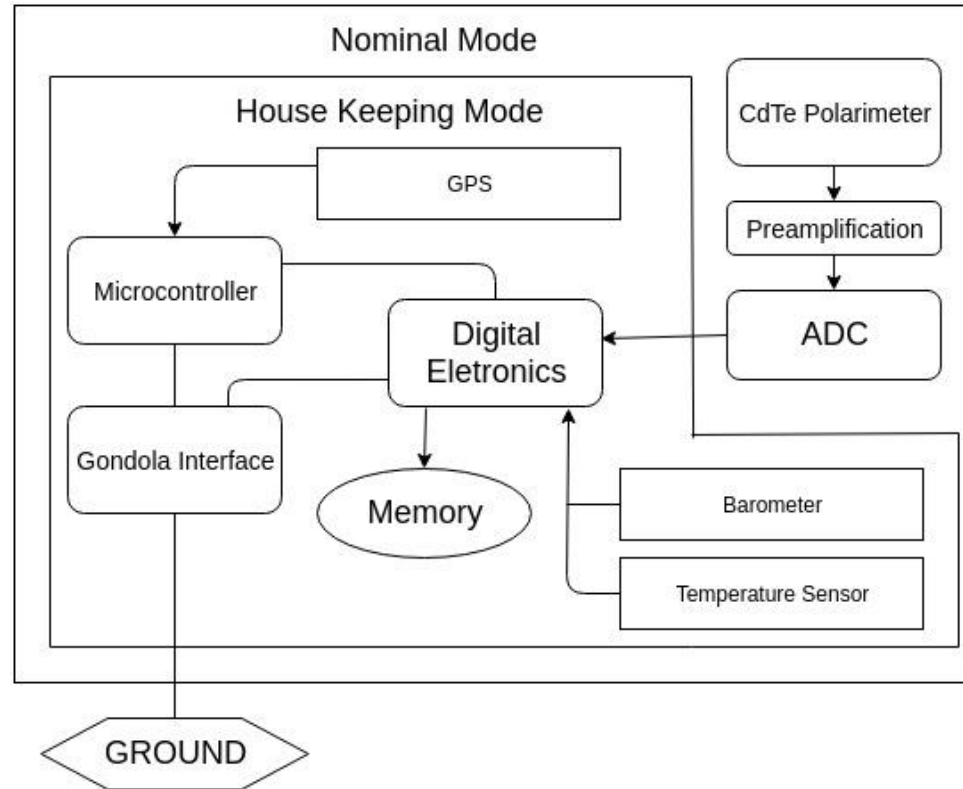 Nominal Mode
House Keeping Mode
CdTe Polarimeter
GPS
Preamplification
Microcontroller
Digital
Eletronics
ADC
Gondola Interface
Memory
Barometer
Temperature Sensor
GROUND